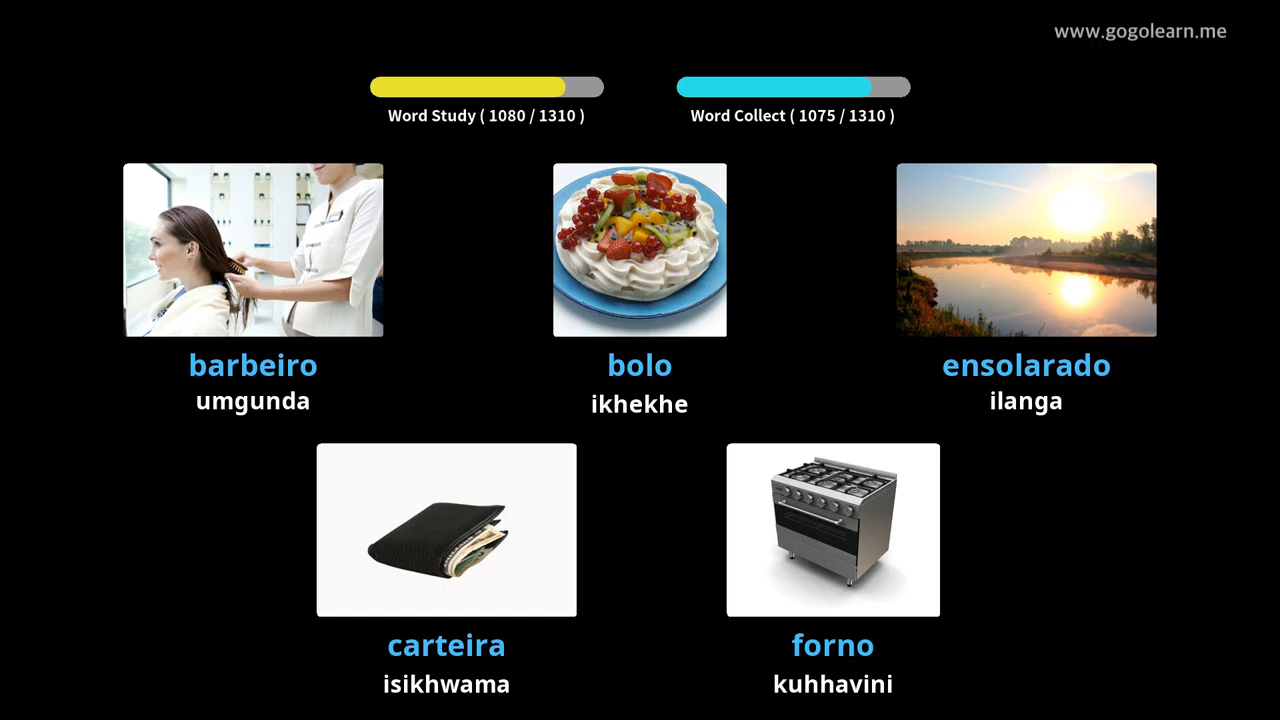 www.gogolearn.me
Word Study ( 1080 / 1310 )
Word Collect ( 1075 / 1310 )
barbeiro
umgunda
bolo
ikhekhe
ensolarado
ilanga
carteira
isikhwama
forno
kuhhavini